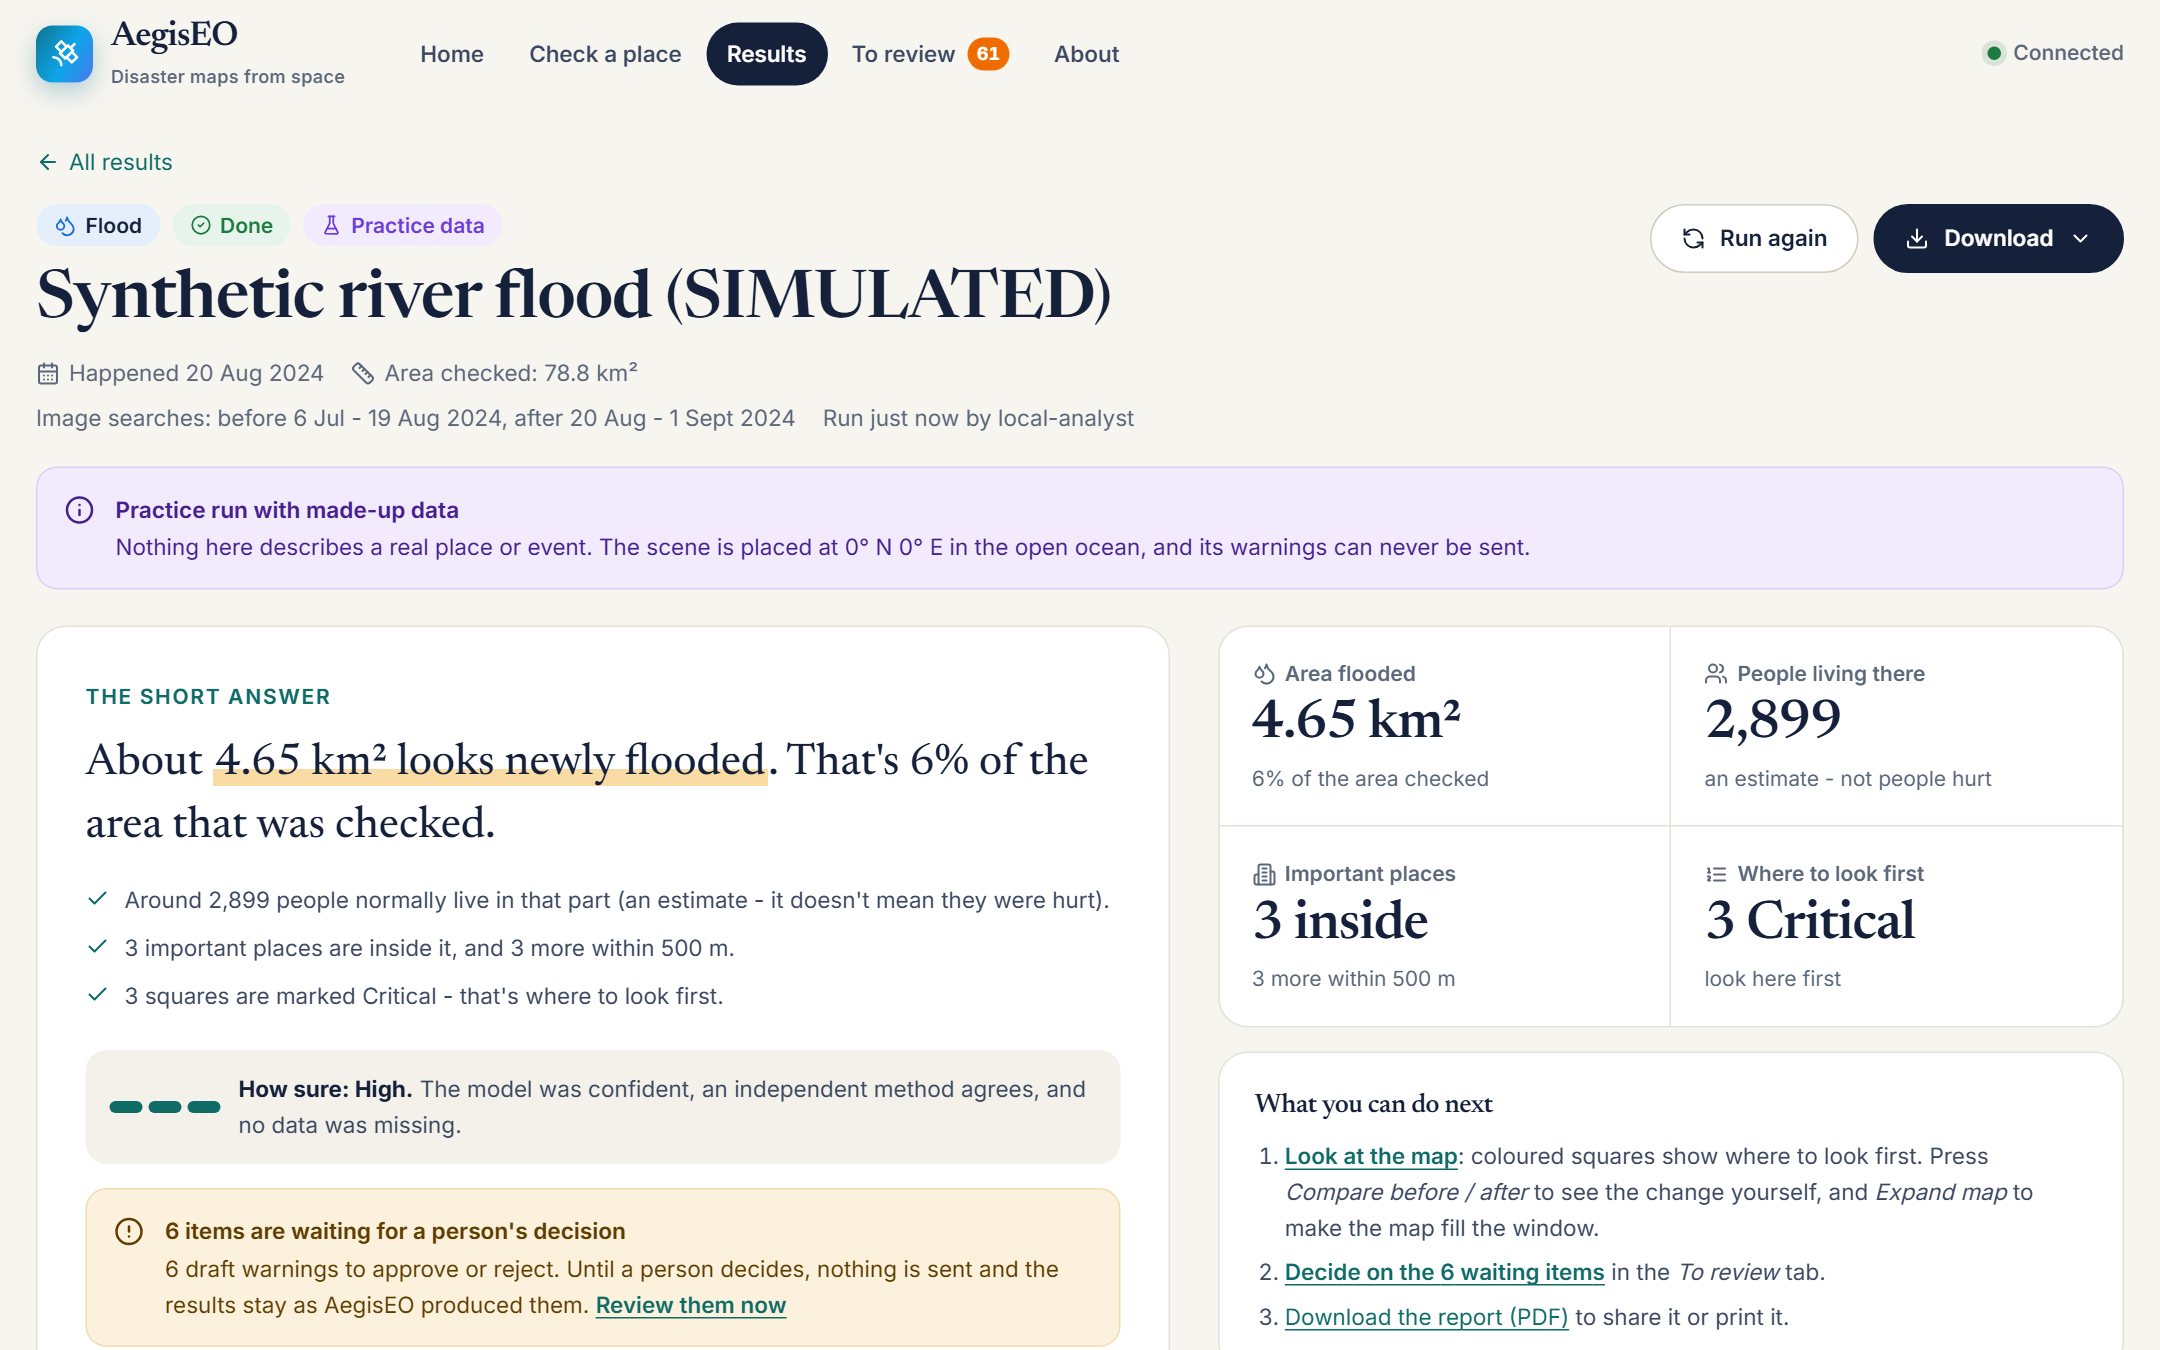 AegisEO
Disaster maps from space
Home
Check a place
Results
To review 61
About
Connected
All results
Flood
Done
Practice data
Run again
Download
Synthetic river flood (SIMULATED)
Happened 20 Aug 2024
Area checked: 78.8 km²
Image searches: before 6 Jul - 19 Aug 2024, after 20 Aug - 1 Sept 2024
Run just now by local-analyst
Practice run with made-up data
Nothing here describes a real place or event. The scene is placed at 0° N 0° E in the open ocean, and its warnings can never be sent.
THE SHORT ANSWER
About 4.65 km² looks newly flooded. That's 6% of the
area that was checked.
Around 2,899 people normally live in that part (an estimate - it doesn't mean they were hurt).
3 important places are inside it, and 3 more within 500 m.
3 squares are marked Critical - that's where to look first.
How sure: High. The model was confident, an independent method agrees, and
no data was missing.
6 items are waiting for a person's decision
6 draft warnings to approve or reject. Until a person decides, nothing is sent and the
results stay as AegisEO produced them. Review them now
Area flooded
4.65 km²
6% of the area checked
People living there
2,899
an estimate - not people hurt
Important places
3 inside
3 more within 500 m
Where to look first
3 Critical
look here first
What you can do next
1. Look at the map: coloured squares show where to look first. Press
Compare before / after to see the change yourself, and Expand map to
make the map fill the window.
2. Decide on the 6 waiting items in the To review tab.
3. Download the report (PDF) to share it or print it.